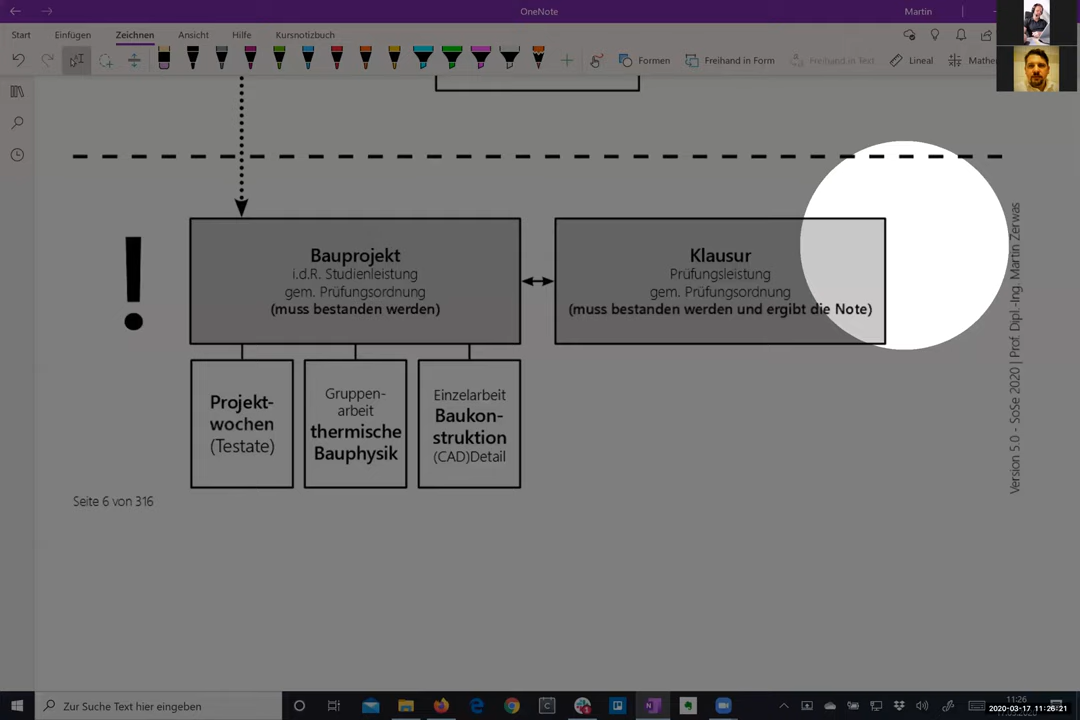 OneNote
Martin
Start
Einfügen
Zeichnen
Ansicht
Hilfe
Kursnotizbuch
Formen
Freihand in Form
Freihand in Text
Lineal
Mathe
!
Bauprojekt
i.d.R. Studienleistung
gem. Prüfungsordnung
(muss bestanden werden)
Klausur
Prüfungsleistung
gem. Prüfungsordnung
(muss bestanden werden und ergibt die Note)
Projekt-
wochen
(Testate)
Gruppen-
arbeit
thermische
Bauphysik
Einzelarbeit
Baukon-
struktion
(CAD)Detail
Version 5.0 - SoSe 2020 | Prof. Dipl.-Ing. Martin Zerwas
Seite 6 von 316
Zur Suche Text hier eingeben
11:26
2020-03-17 11:26:21